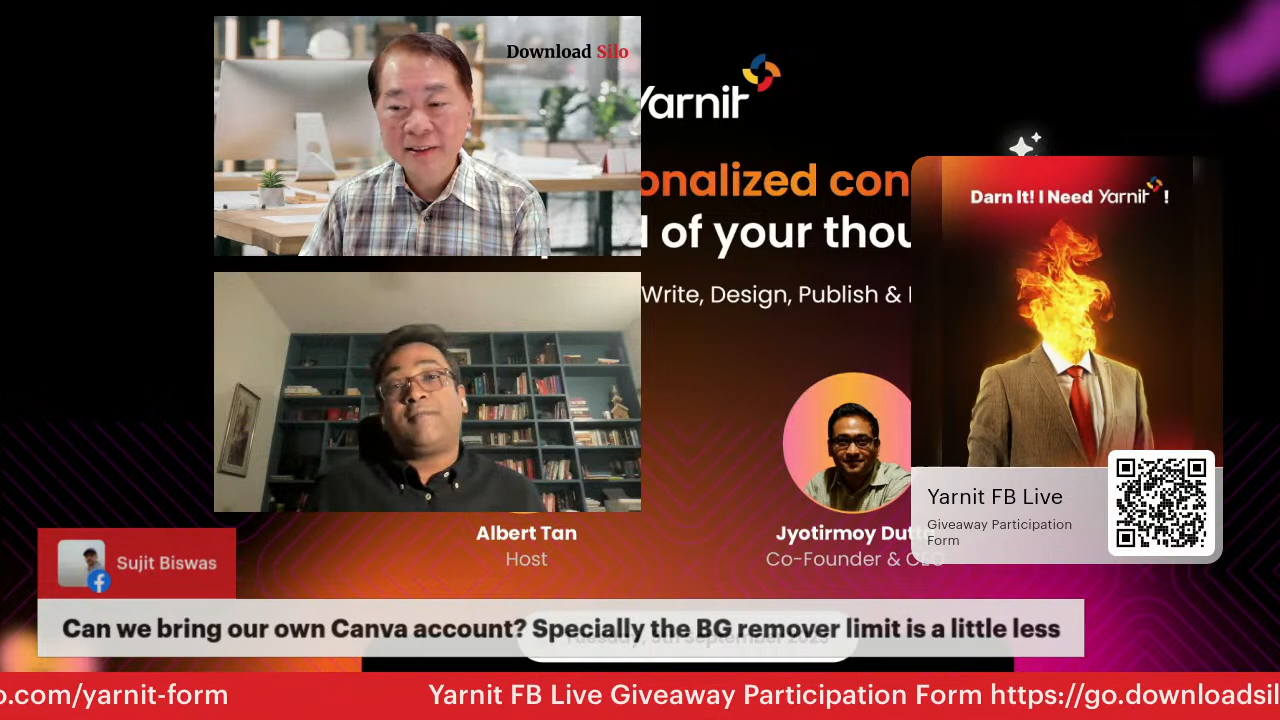 Download Silo
Yarnit
onalized con
of your thou
Write, Design, Publish &
Darn It! I Need Yarnit !
Yarnit FB Live
Giveaway Participation
Form
Albert Tan
Host
Jyotirmoy Dutt
Co-Founder & CEO
Sujit Biswas
Can we bring our own Canva account? Specially the BG remover limit is a little less
o.com/yarnit-form Yarnit FB Live Giveaway Participation Form https://go.downloadsil